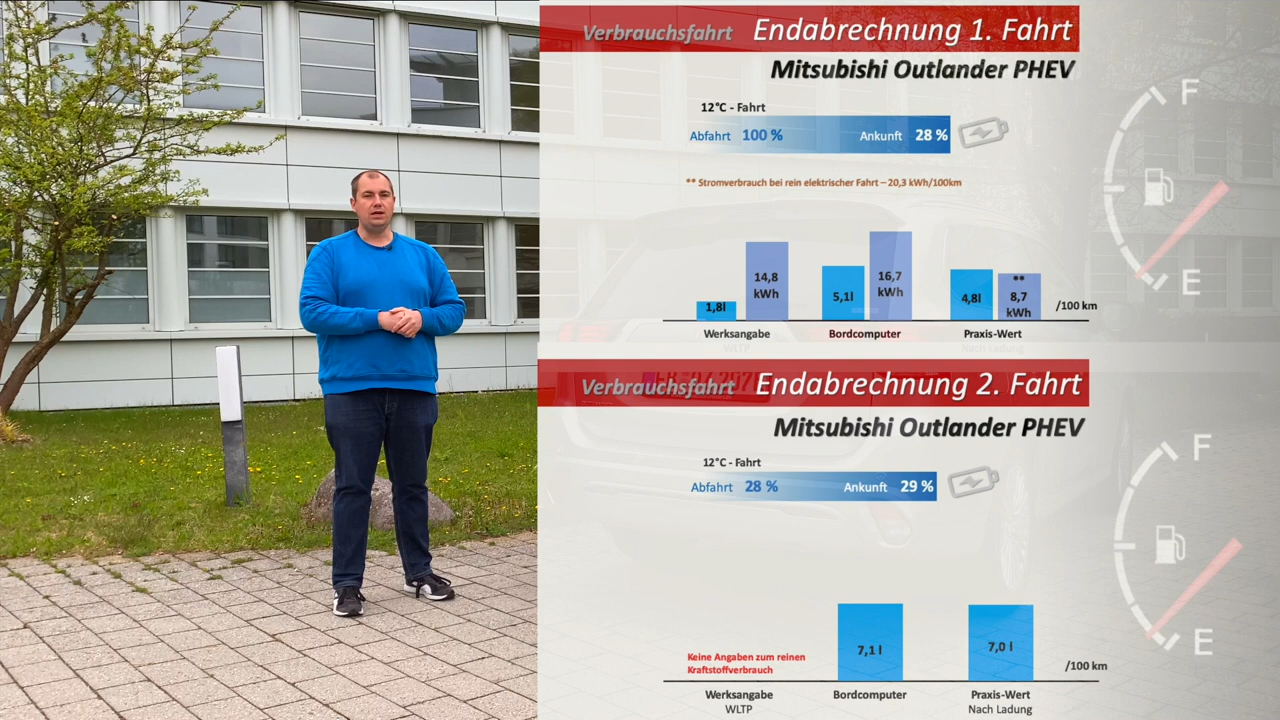 Verbrauchsfahrt Endabrechnung 1. Fahrt
Mitsubishi Outlander PHEV
12°C - Fahrt
Abfahrt 100 % Ankunft 28 %
** Stromverbrauch bei rein elektrischer Fahrt – 20,3 kWh/100km
1,8l
14,8
kWh
5,1l
16,7
kWh
4,8l
**
8,7
kWh
/100 km
Werksangabe
WLTP
Bordcomputer
Praxis-Wert
Nach Ladung
F
E
Verbrauchsfahrt Endabrechnung 2. Fahrt
Mitsubishi Outlander PHEV
12°C - Fahrt
Abfahrt 28 % Ankunft 29 %
Keine Angaben zum reinen
Kraftstoffverbrauch
7,1 l
7,0 l
/100 km
Werksangabe
WLTP
Bordcomputer
Praxis-Wert
Nach Ladung
F
E